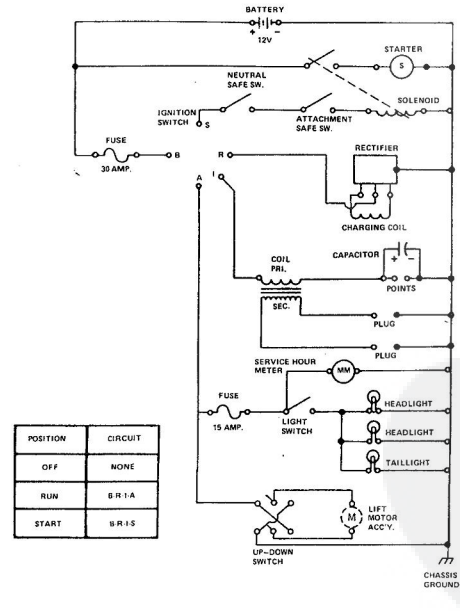 BATTERY
+ −
12V
STARTER
S
NEUTRAL
SAFE SW.
SOLENOID
IGNITION
SWITCH
S
ATTACHMENT
SAFE SW.
FUSE
30 AMP.
B
R
RECTIFIER
A
I
CHARGING COIL
COIL
PRI.
CAPACITOR
+ −
POINTS
SEC.
PLUG
PLUG
SERVICE HOUR
METER
MM
FUSE
15 AMP.
HEADLIGHT
LIGHT
SWITCH
HEADLIGHT
TAILLIGHT
POSITION CIRCUIT
OFF NONE
RUN B-R-I-A
START B-R-I-S
M
LIFT
MOTOR
ACC'Y.
UP-DOWN
SWITCH
CHASSIS
GROUND